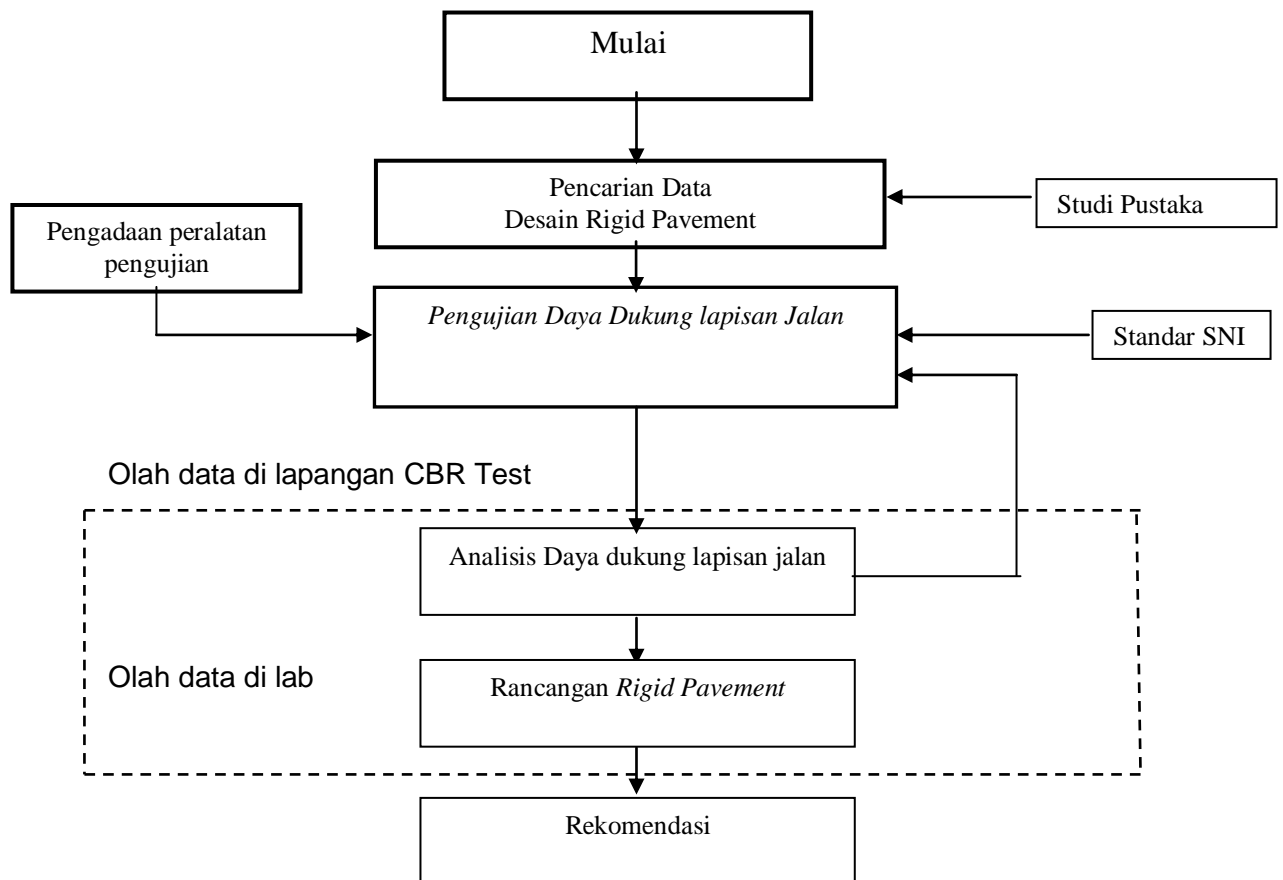 Mulai
Pencarian Data
Desain Rigid Pavement
Studi Pustaka
Pengadaan peralatan
pengujian
Pengujian Daya Dukung lapisan Jalan
Standar SNI
Olah data di lapangan CBR Test
Analisis Daya dukung lapisan jalan
Olah data di lab
Rancangan Rigid Pavement
Rekomendasi